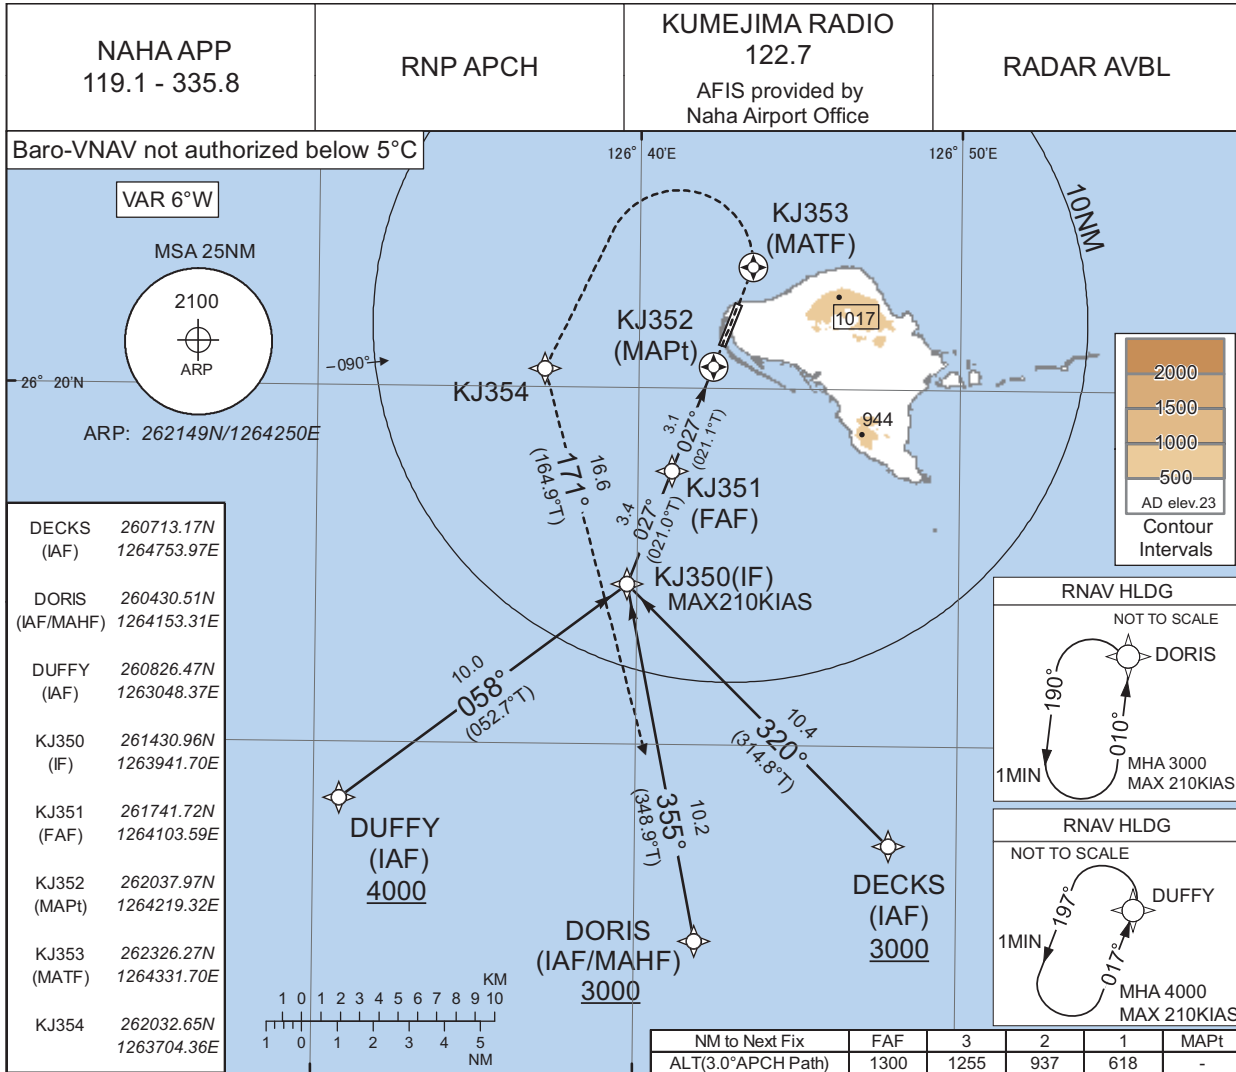 NAHA APP
119.1 - 335.8
RNP APCH
KUMEJIMA RADIO
122.7
AFIS provided by
Naha Airport Office
RADAR AVBL
Baro-VNAV not authorized below 5°C
126° 40'E
126° 50'E
VAR 6°W
MSA 25NM
2100
ARP
ARP: 262149N/1264250E
10NM
090°
26° 20'N
KJ353
(MATF)
KJ352
(MAPt)
KJ354
1017
944
3.1
027°
(021.1°T)
KJ351
(FAF)
3.4
027°
(021.0°T)
16.6
171°
(164.9°T)
KJ350(IF)
MAX210KIAS
10.0
058°
(052.7°T)
10.4
320°
(314.8°T)
10.2
355°
(348.9°T)
DUFFY
(IAF)
4000
DORIS
(IAF/MAHF)
3000
DECKS
(IAF)
3000
2000
1500
1000
500
AD elev.23
Contour
Intervals
DECKS 260713.17N
(IAF) 1264753.97E
DORIS 260430.51N
(IAF/MAHF) 1264153.31E
DUFFY 260826.47N
(IAF) 1263048.37E
KJ350 261430.96N
(IF) 1263941.70E
KJ351 261741.72N
(FAF) 1264103.59E
KJ352 262037.97N
(MAPt) 1264219.32E
KJ353 262326.27N
(MATF) 1264331.70E
KJ354 262032.65N
1263704.36E
RNAV HLDG
NOT TO SCALE
DORIS
190°
010°
1MIN
MHA 3000
MAX 210KIAS
RNAV HLDG
NOT TO SCALE
DUFFY
197°
017°
1MIN
MHA 4000
MAX 210KIAS
KM
1 0 1 2 3 4 5 6 7 8 9 10
1 0 1 2 3 4 5
NM
NM to Next Fix FAF 3 2 1 MAPt
ALT(3.0°APCH Path) 1300 1255 937 618 -